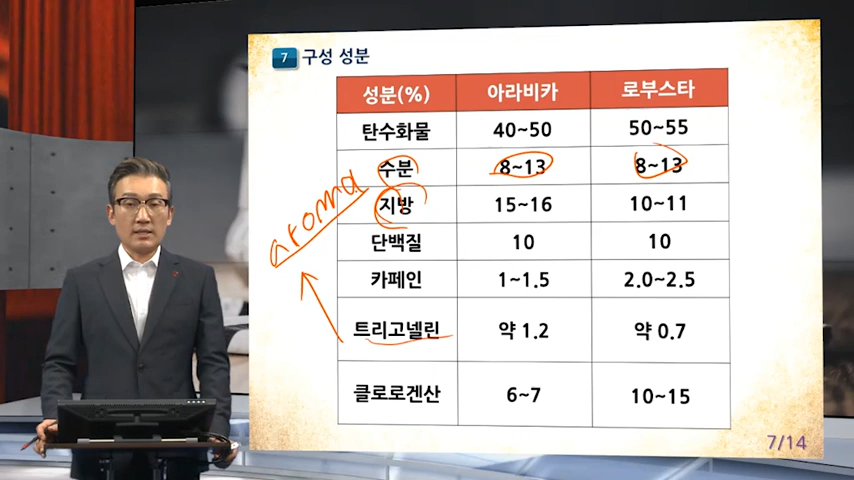 7 구성 성분
성분(%) 아라비카 로부스타
탄수화물 40~50 50~55
수분 8~13 8~13
지방 15~16 10~11
단백질 10 10
카페인 1~1.5 2.0~2.5
트리고넬린 약 1.2 약 0.7
클로로겐산 6~7 10~15
aroma
7/14